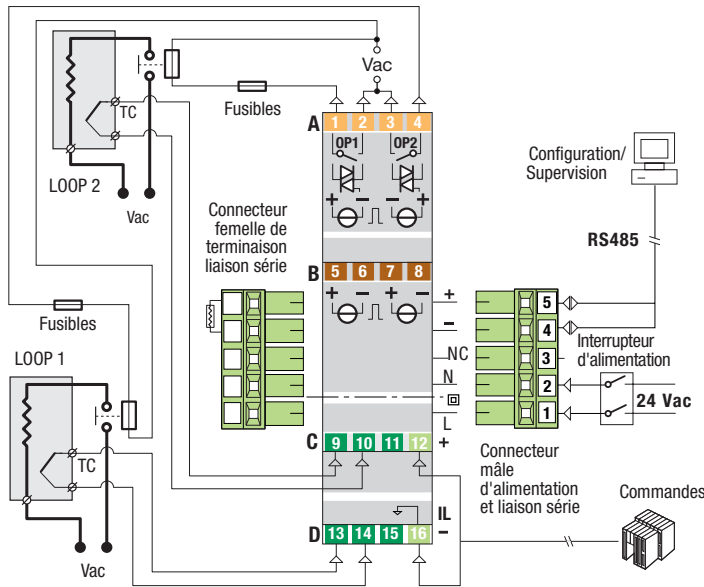 Vac
TC
Fusibles
LOOP 2
Vac
A 1 2 3 4
OP1 OP2
+ − − +
Configuration/
Supervision
RS485
Connecteur
femelle de
terminaison
liaison série
B 5 6 7 8
+ − + −
+
−
NC
N
L
5
4
3
2
1
Interrupteur
d'alimentation
24 Vac
Fusibles
LOOP 1
TC
Vac
C 9 10 11 12 +
Connecteur
mâle
d'alimentation
et liaison série
Commandes
IL
D 13 14 15 16 −